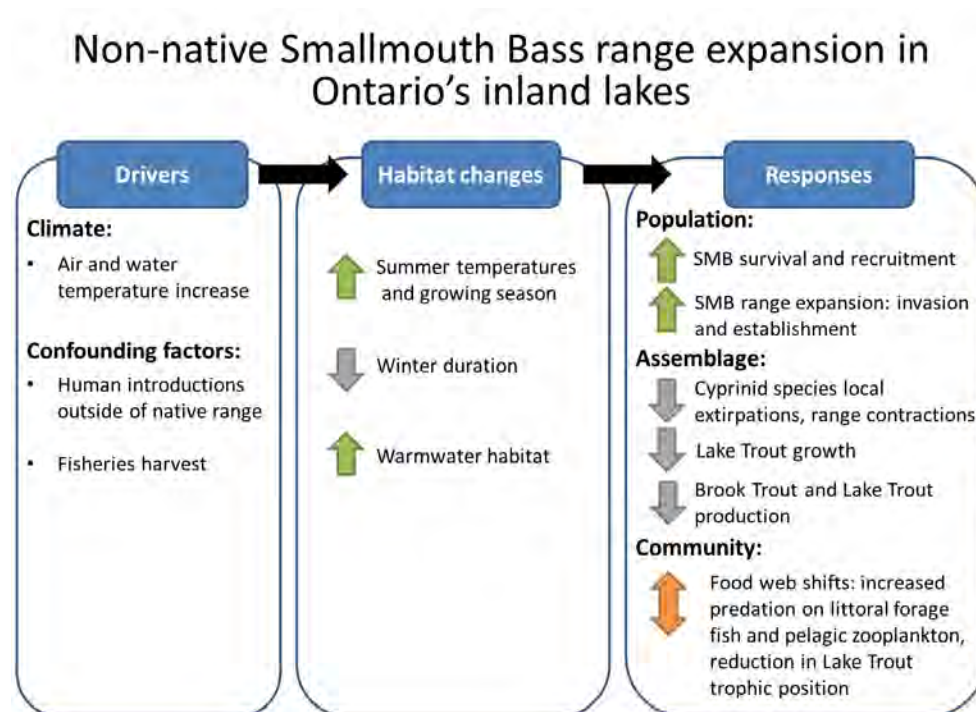 Non-native Smallmouth Bass range expansion in
Ontario's inland lakes
Drivers
Climate:
• Air and water
temperature increase
Confounding factors:
• Human introductions
outside of native range
• Fisheries harvest
Habitat changes
Summer temperatures
and growing season
Winter duration
Warmwater habitat
Responses
Population:
SMB survival and recruitment
SMB range expansion: invasion
and establishment
Assemblage:
Cyprinid species local
extirpations, range contractions
Lake Trout growth
Brook Trout and Lake Trout
production
Community:
Food web shifts: increased
predation on littoral forage
fish and pelagic zooplankton,
reduction in Lake Trout
trophic position